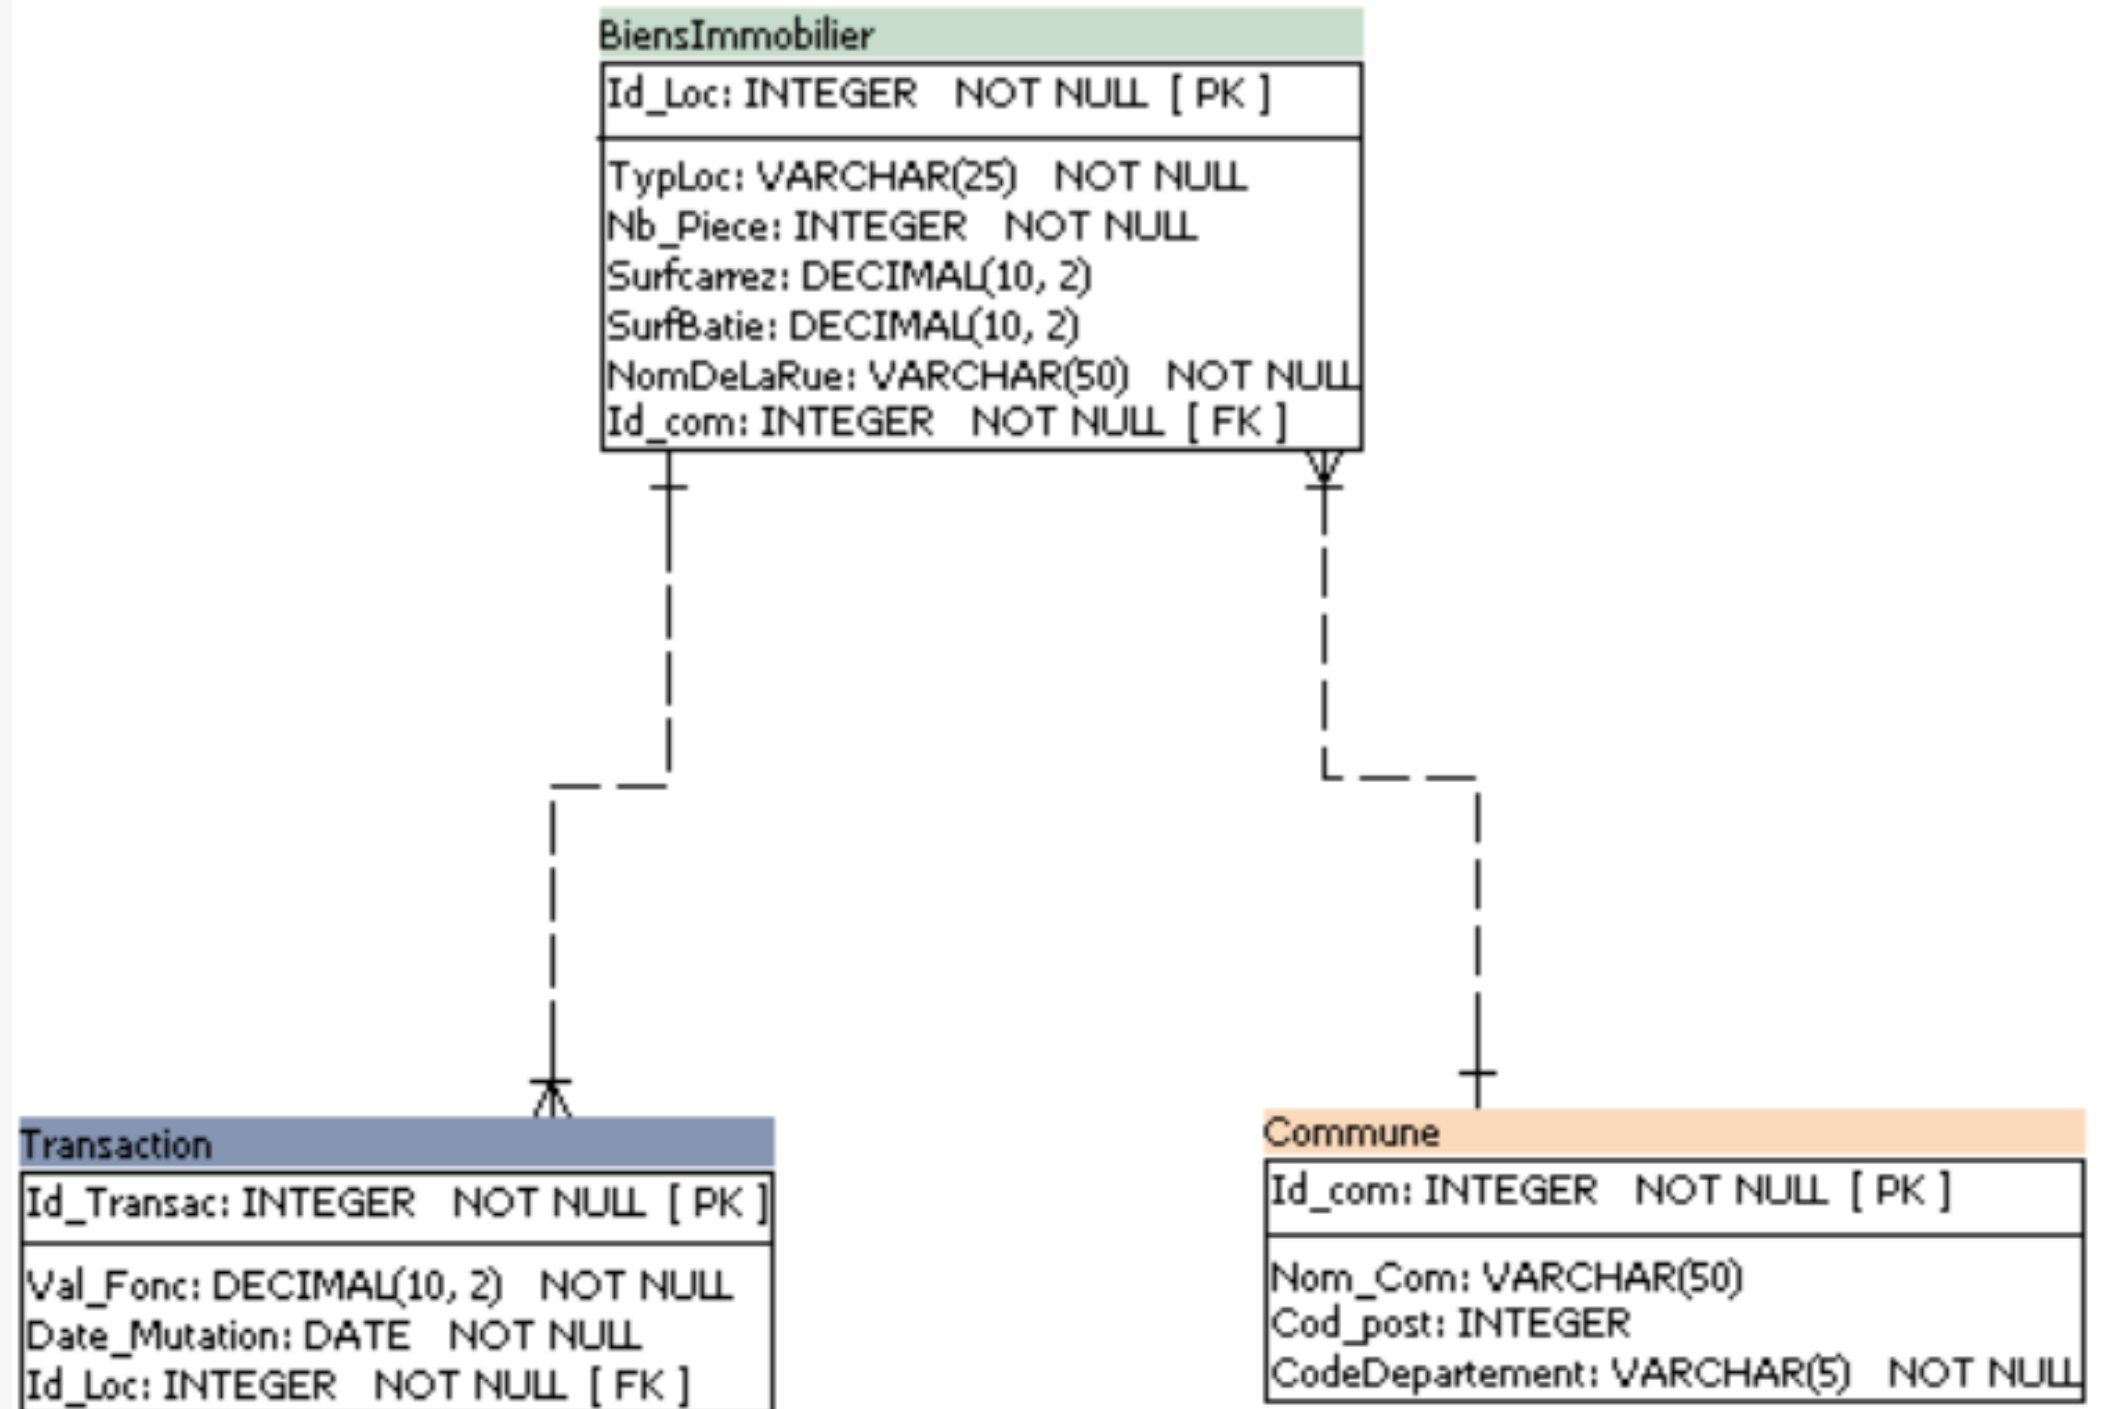 BiensImmobilier
Id_Loc: INTEGER NOT NULL [ PK ]
TypLoc: VARCHAR(25) NOT NULL
Nb_Piece: INTEGER NOT NULL
Surfcarrez: DECIMAL(10, 2)
SurfBatie: DECIMAL(10, 2)
NomDeLaRue: VARCHAR(50) NOT NULL
Id_com: INTEGER NOT NULL [ FK ]
Transaction
Id_Transac: INTEGER NOT NULL [ PK ]
Val_Fonc: DECIMAL(10, 2) NOT NULL
Date_Mutation: DATE NOT NULL
Id_Loc: INTEGER NOT NULL [ FK ]
Commune
Id_com: INTEGER NOT NULL [ PK ]
Nom_Com: VARCHAR(50)
Cod_post: INTEGER
CodeDepartement: VARCHAR(5) NOT NULL